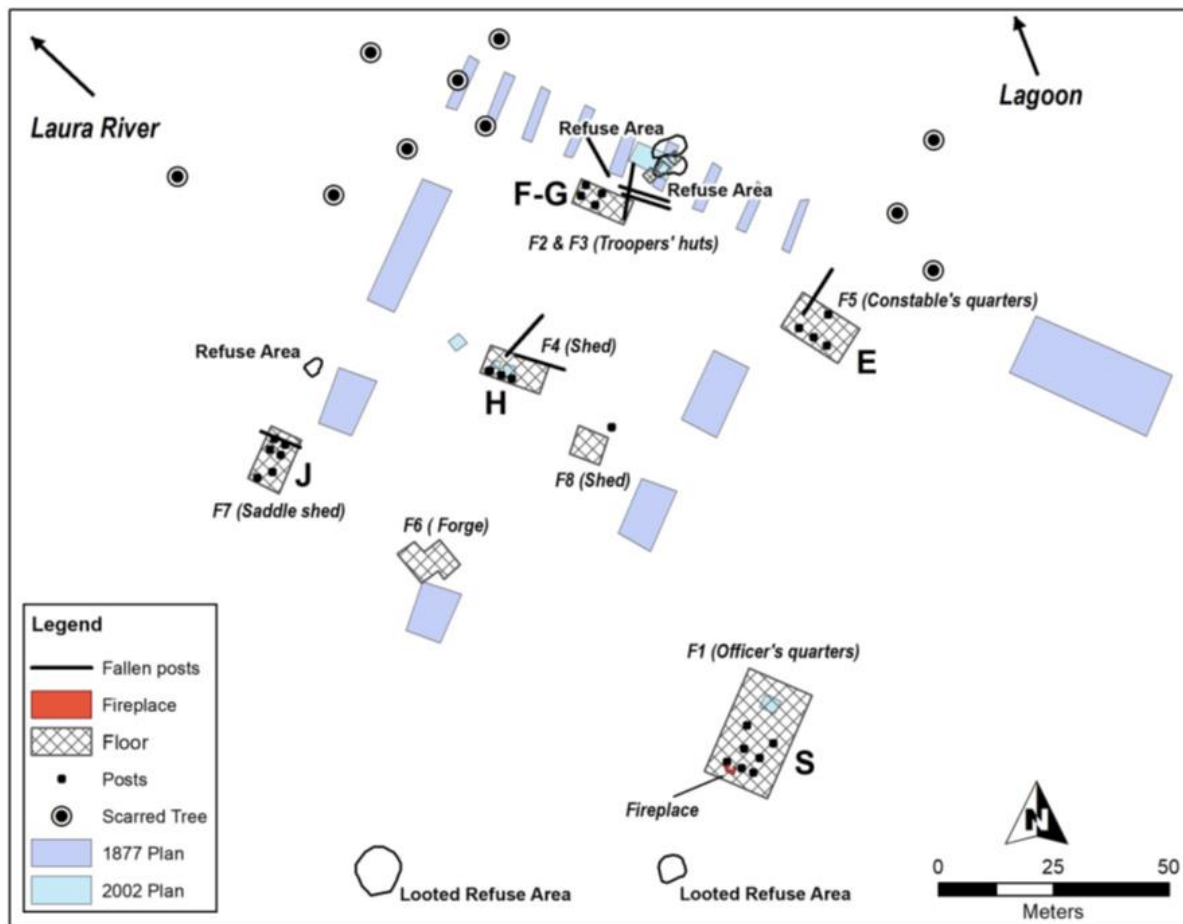 Laura River
Lagoon
Refuse Area
Refuse Area
F-G
F2 & F3 (Troopers' huts)
F5 (Constable's quarters)
E
Refuse Area
F4 (Shed)
H
F8 (Shed)
J
F7 (Saddle shed)
F6 ( Forge)
F1 (Officer's quarters)
S
Fireplace
Looted Refuse Area
Looted Refuse Area
Legend
Fallen posts
Fireplace
Floor
Posts
Scarred Tree
1877 Plan
2002 Plan
N
0 25 50
Meters